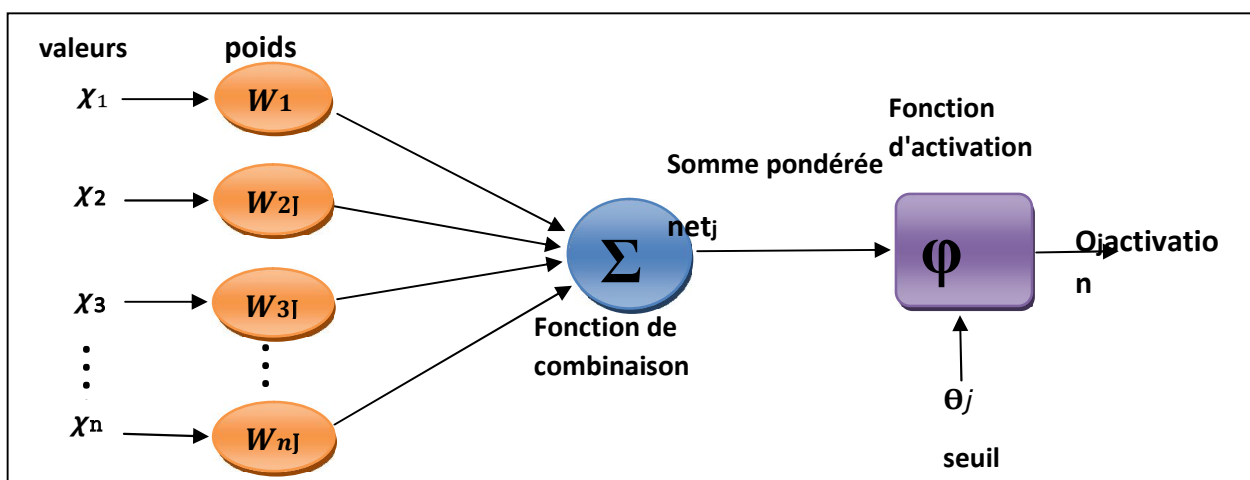 valeurs
poids
χ1
W1
χ2
W2J
χ3
W3J
χn
WnJ
Σ
Fonction de
combinaison
Somme pondérée
netj
Fonction
d'activation
φ
Ojactivatio
n
θj
seuil